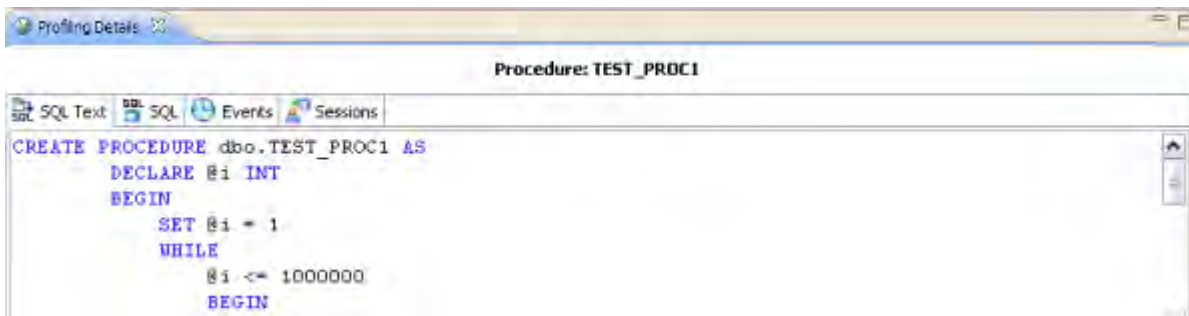 Profiling Details
Procedure: TEST_PROC1
SQL Text SQL Events Sessions
CREATE PROCEDURE dbo.TEST_PROC1 AS
DECLARE @i INT
BEGIN
SET @i = 1
WHILE
@i <= 1000000
BEGIN